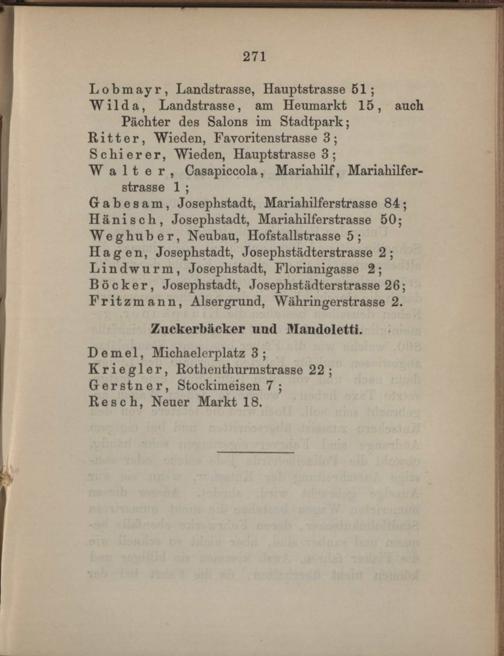 271
Lobmayr, Landstrasse, Hauptstrasse 51;
Wilda, Landstrasse, am Heumarkt 15, auch
Pächter des Salons im Stadtpark;
Ritter, Wieden, Favoritenstrasse 3;
Schierer, Wieden, Hauptstrasse 3;
Walter, Casapiccola, Mariahilf, Mariahilfer-
strasse 1;
Gabesam, Josephstadt, Mariahilferstrasse 84;
Hänisch, Josephstadt, Mariahilferstrasse 50;
Weghuber, Neubau, Hofstallstrasse 5;
Hagen, Josephstadt, Josephstädterstrasse 2;
Lindwurm, Josephstadt, Florianigasse 2;
Böcker, Josephstadt, Josephstädterstrasse 26;
Fritzmann, Alsergrund, Währingerstrasse 2.
Zuckerbäcker und Mandoletti.
Demel, Michaelerplatz 3;
Kriegler, Rothenthurmstrasse 22;
Gerstner, Stockimeisen 7;
Resch, Neuer Markt 18.